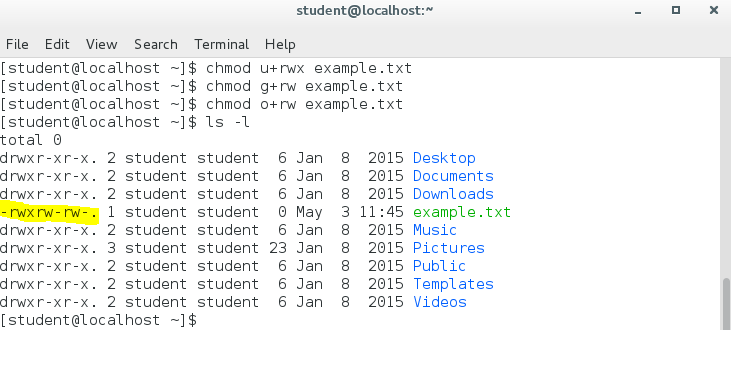 student@localhost:~
File Edit View Search Terminal Help
[student@localhost ~]$ chmod u+rwx example.txt
[student@localhost ~]$ chmod g+rw example.txt
[student@localhost ~]$ chmod o+rw example.txt
[student@localhost ~]$ ls -l
total 0
drwxr-xr-x. 2 student student  6 Jan  8  2015 Desktop
drwxr-xr-x. 2 student student  6 Jan  8  2015 Documents
drwxr-xr-x. 2 student student  6 Jan  8  2015 Downloads
-rwxrw-rw-. 1 student student  0 May  3 11:45 example.txt
drwxr-xr-x. 2 student student  6 Jan  8  2015 Music
drwxr-xr-x. 3 student student 23 Jan  8  2015 Pictures
drwxr-xr-x. 2 student student  6 Jan  8  2015 Public
drwxr-xr-x. 2 student student  6 Jan  8  2015 Templates
drwxr-xr-x. 2 student student  6 Jan  8  2015 Videos
[student@localhost ~]$